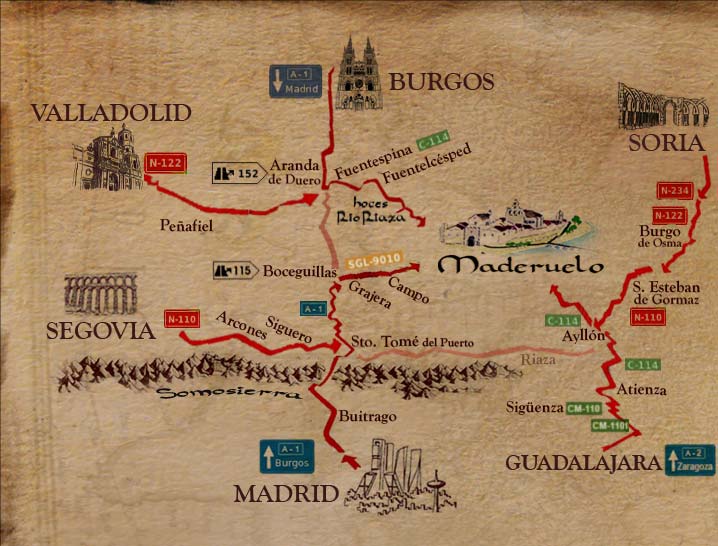 A-1
Madrid
BURGOS
VALLADOLID
SORIA
N-122
152
Aranda
de Duero
Fuentespina
C-114
Fuentelcésped
N-234
N-122
Peñafiel
hoces
Río Riaza
Burgo
de Osma
Maderuelo
115
Boceguillas
SGL-9010
Grajera
Campo
S. Esteban
de Gormaz
N-110
SEGOVIA
N-110
Arcones
Siguero
A-1
Sto. Tomé del Puerto
C-114
Ayllón
Riaza
C-114
Somosierra
Atienza
Buitrago
Sigüenza
CM-110
CM-1101
A-1
Burgos
MADRID
GUADALAJARA
A-2
Zaragoza